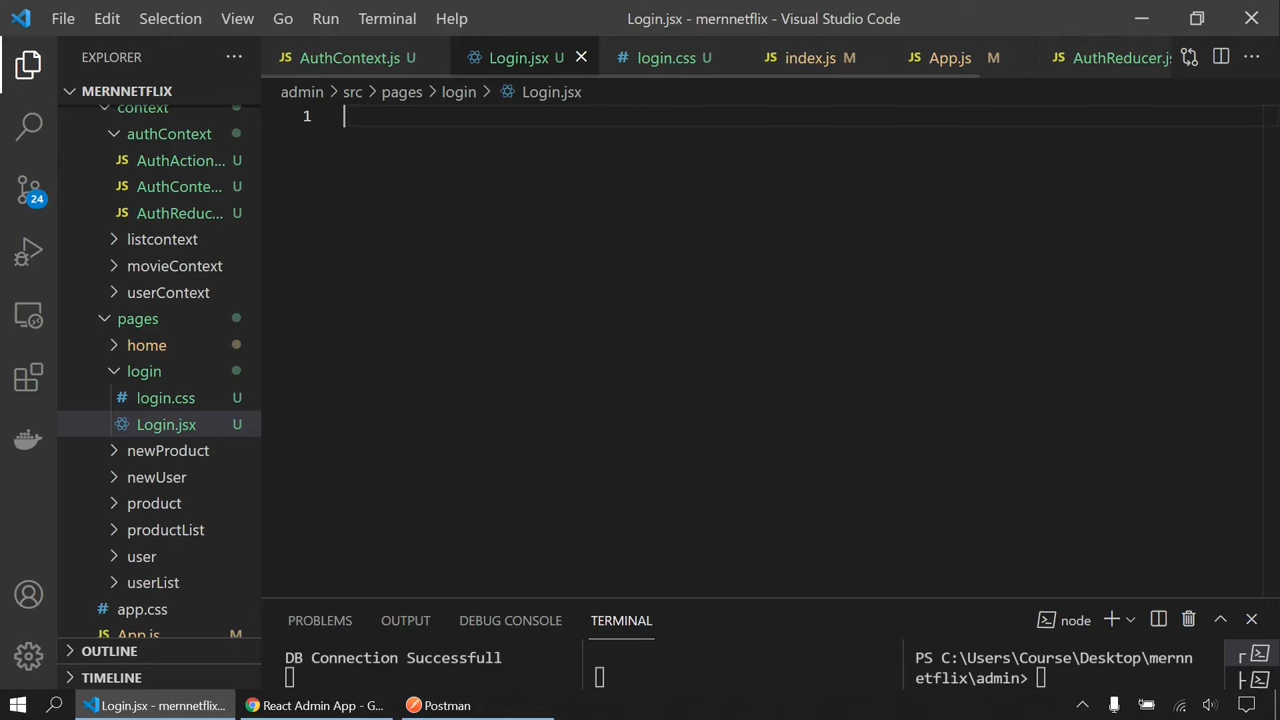 File Edit Selection View Go Run Terminal Help
Login.jsx - mernnetflix - Visual Studio Code
EXPLORER
AuthContext.js U
Login.jsx U
login.css U
index.js M
App.js M
AuthReducer.js
MERNNETFLIX
admin > src > pages > login > Login.jsx
1
context
authContext
AuthAction... U
AuthConte... U
AuthReduc... U
listcontext
movieContext
userContext
pages
home
login
login.css U
Login.jsx U
newProduct
newUser
product
productList
user
userList
app.css
App.js M
OUTLINE
TIMELINE
24
PROBLEMS OUTPUT DEBUG CONSOLE TERMINAL
node
DB Connection Successfull
PS C:\Users\Course\Desktop\mernn
etflix\admin>
Login.jsx - mernnetflix...
React Admin App - G...
Postman